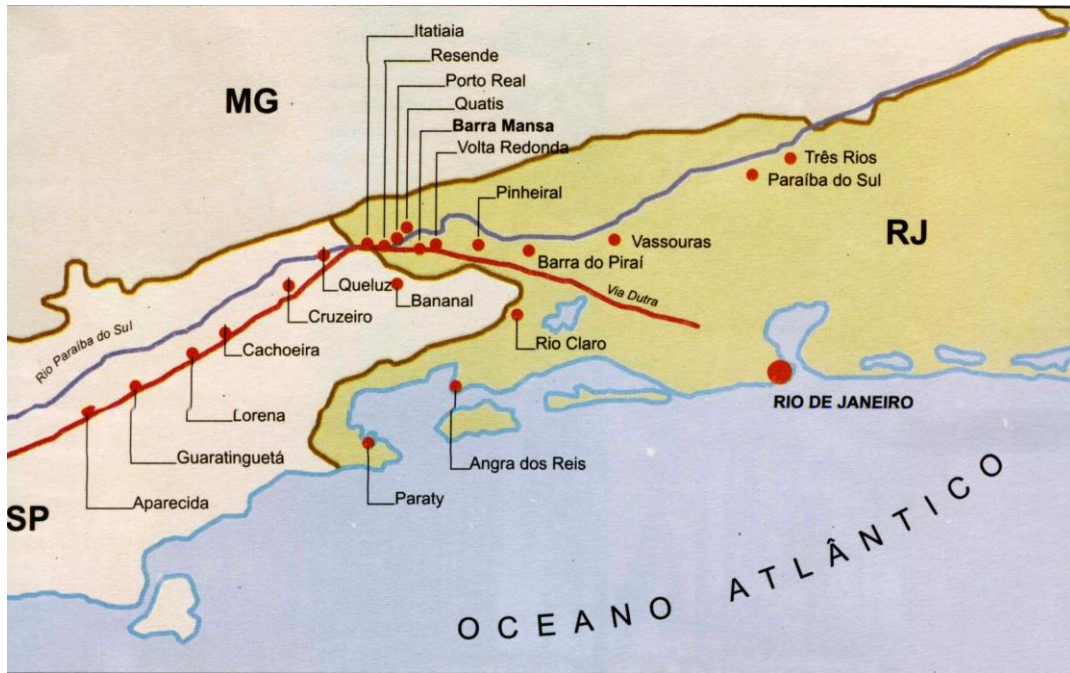 Itatiaia
Resende
MG
Porto Real
Quatis
Barra Mansa
Volta Redonda
Três Rios
Paraíba do Sul
Pinheiral
RJ
Vassouras
Barra do Piraí
Queluz
Bananal
Via Dutra
Cruzeiro
Rio Paraíba do Sul
Cachoeira
Rio Claro
RIO DE JANEIRO
Lorena
Guaratinguetá
Angra dos Reis
Aparecida
Paraty
SP
OCEANO ATLÂNTICO